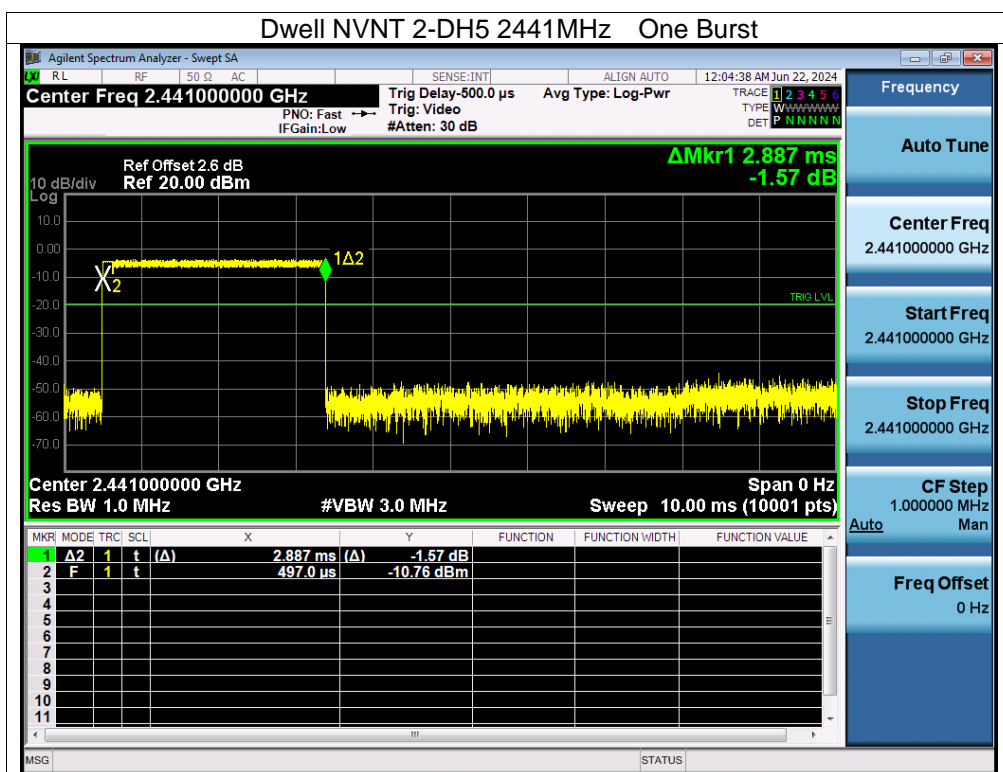 Dwell NVNT 2-DH5 2441MHz One Burst
Agilent Spectrum Analyzer - Swept SA
LXI RL RF 50 Ω AC SENSE:INT ALIGN AUTO 12:04:38 AM Jun 22, 2024
Center Freq 2.441000000 GHz
PNO: Fast
IFGain:Low
Trig Delay-500.0 µs
Trig: Video
#Atten: 30 dB
Avg Type: Log-Pwr
TRACE 1 2 3 4 5 6
TYPE WWWWWWW
DET P NNNNN
Ref Offset 2.6 dB
10 dB/div Ref 20.00 dBm
Log
ΔMkr1 2.887 ms
-1.57 dB
10.0
0.00
-10.0
-20.0
-30.0
-40.0
-50.0
-60.0
-70.0
1Δ2
X2
TRIG LVL
Center 2.441000000 GHz Span 0 Hz
Res BW 1.0 MHz #VBW 3.0 MHz Sweep 10.00 ms (10001 pts)
MKR MODE TRC SCL X Y FUNCTION FUNCTION WIDTH FUNCTION VALUE
1 Δ2 1 t (Δ) 2.887 ms (Δ) -1.57 dB
2 F 1 t 497.0 µs -10.76 dBm
3
4
5
6
7
8
9
10
11
MSG STATUS
Frequency
Auto Tune
Center Freq
2.441000000 GHz
Start Freq
2.441000000 GHz
Stop Freq
2.441000000 GHz
CF Step
1.000000 MHz
Auto Man
Freq Offset
0 Hz